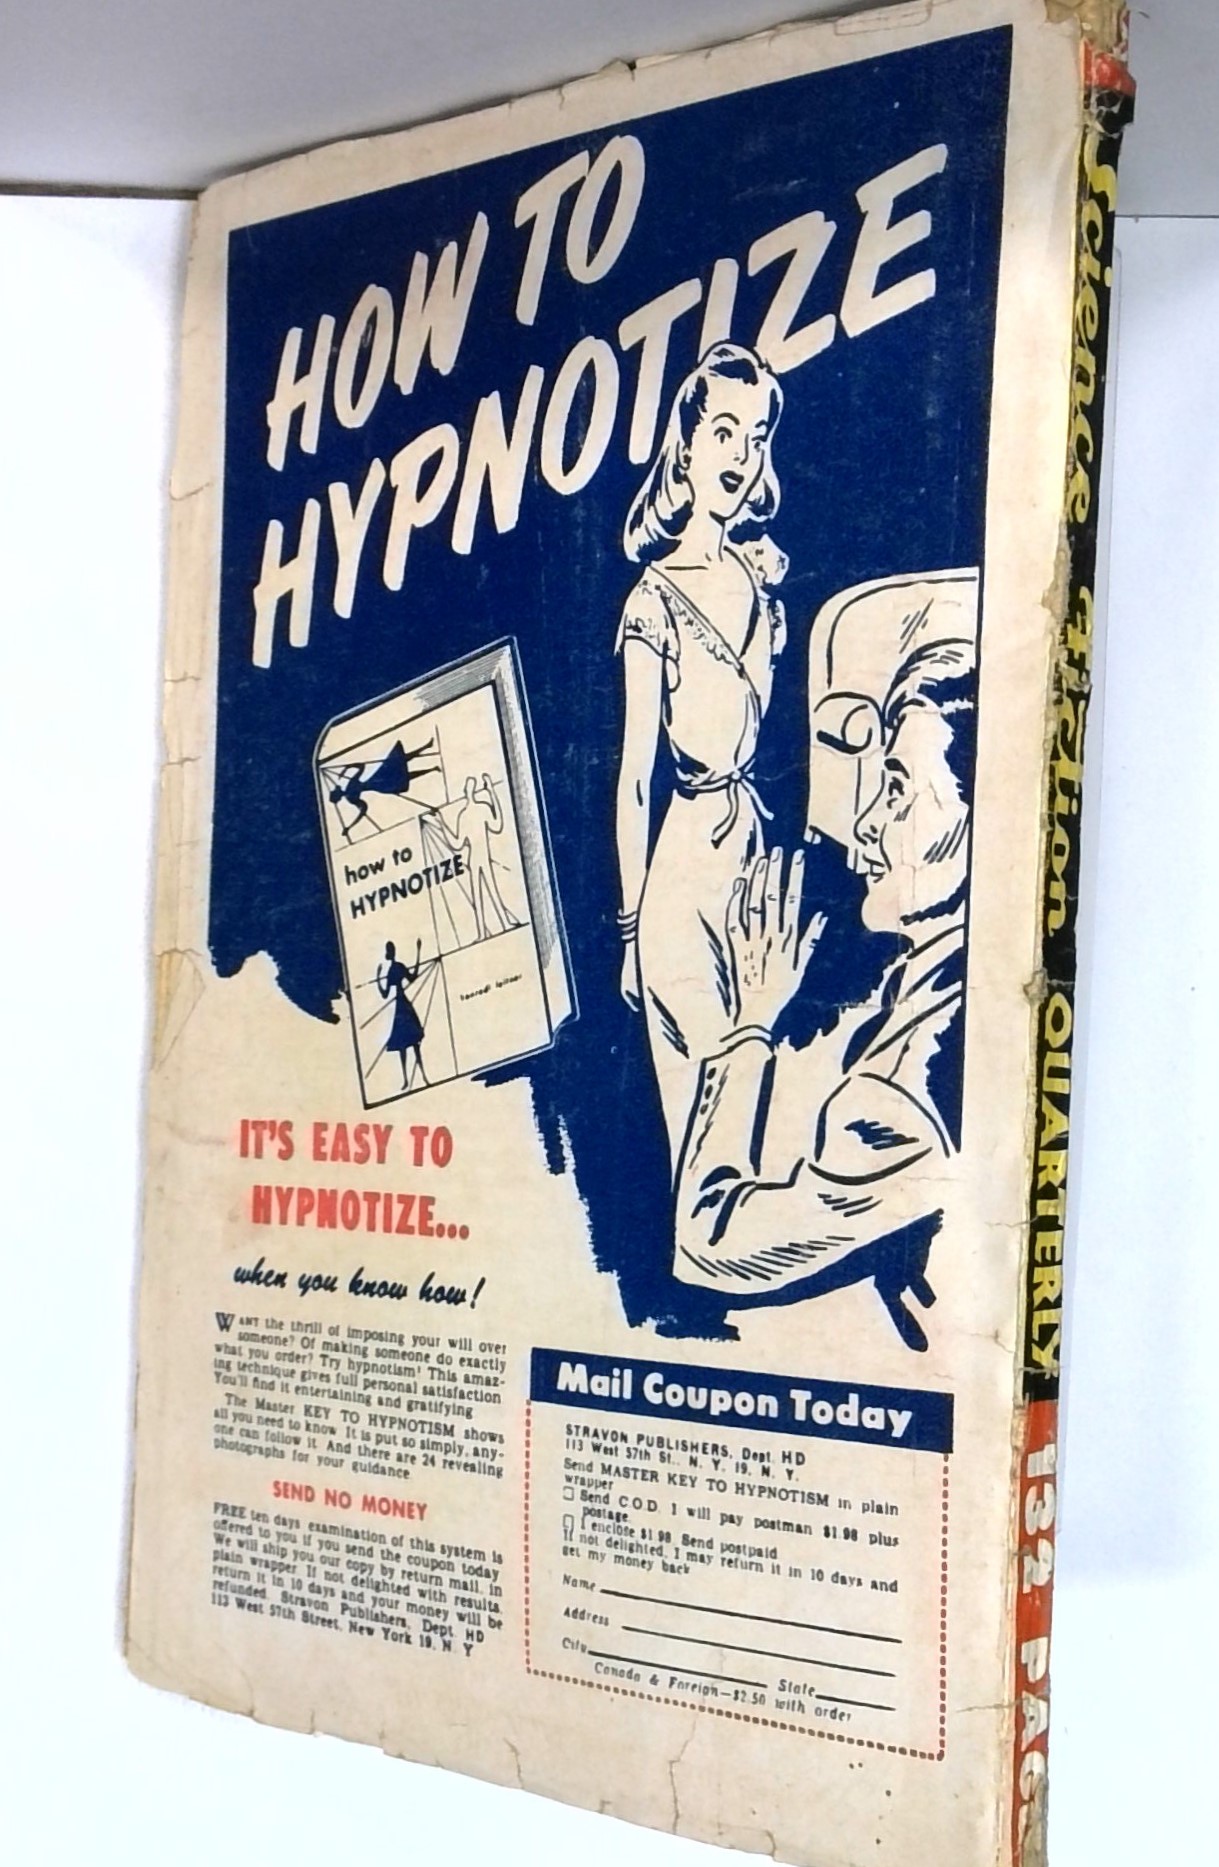 HOW TO
HYPNOTIZE
how to
HYPNOTIZE
IT'S EASY TO
HYPNOTIZE...
when you know how!
WANT the thrill of imposing your will over
someone? Of making someone do exactly
what you order? Try hypnotism! This amaz-
ing technique gives full personal satisfaction
You'll find it entertaining and gratifying
The Master KEY TO HYPNOTISM shows
all you need to know It is put so simply, any-
one can follow it. And there are 24 revealing
photographs for your guidance
SEND NO MONEY
FREE ten days examination of this system is
offered to you if you send the coupon today
We will ship you our copy by return mail, in
plain wrapper If not delighted with results,
return it in 10 days and your money will be
refunded. Stravon Publishers, Dept. HD
113 West 57th Street, New York 19, N. Y
Mail Coupon Today
STRAVON PUBLISHERS, Dept. HD
113 West 57th St., N. Y. 19, N. Y.
Send MASTER KEY TO HYPNOTISM in plain
wrapper
Send C.O.D. I will pay postman $1.98 plus
postage.
I enclose $1.98 Send postpaid
If not delighted, I may return it in 10 days and
get my money back
Name
Address
City State
Canada & Foreign—$2.50 with order
Science Fiction QUARTERLY 132 PAG